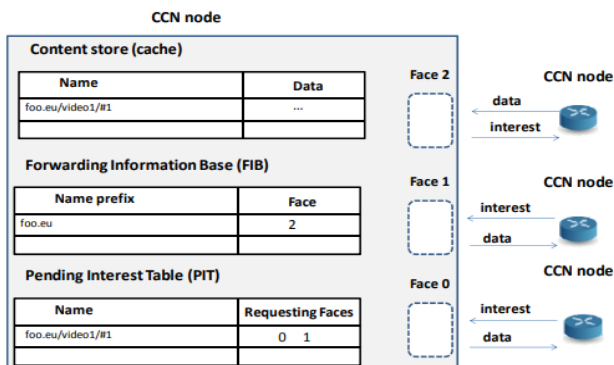 CCN node
Content store (cache)
Name Data
foo.eu/video1/#1 ...
Face 2
CCN node
data
interest
Forwarding Information Base (FIB)
Name prefix Face
foo.eu 2
Face 1
CCN node
interest
data
Pending Interest Table (PIT)
Name Requesting Faces
foo.eu/video1/#1 0 1
Face 0
CCN node
interest
data